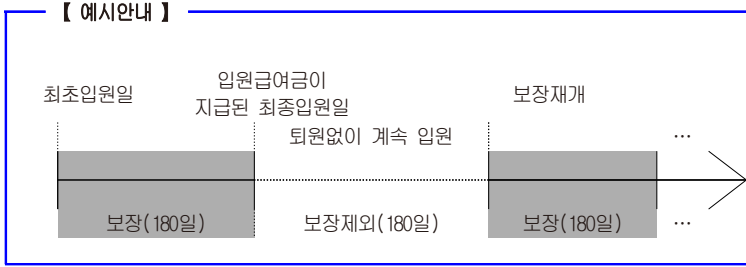 【 예시안내 】
최초입원일
입원급여금이
지급된 최종입원일
보장재개
퇴원없이 계속 입원
…
보장(180일)
보장제외(180일)
보장(180일)
…